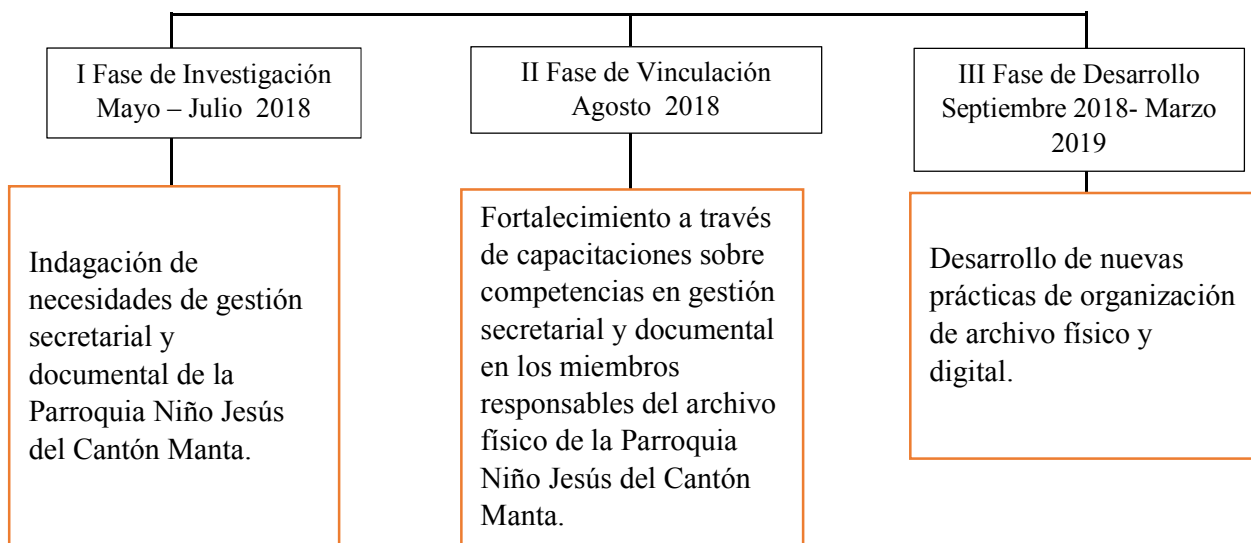 I Fase de Investigación
Mayo – Julio 2018
II Fase de Vinculación
Agosto 2018
III Fase de Desarrollo
Septiembre 2018- Marzo
2019
Indagación de
necesidades de gestión
secretarial y
documental de la
Parroquia Niño Jesús
del Cantón Manta.
Fortalecimiento a través
de capacitaciones sobre
competencias en gestión
secretarial y documental
en los miembros
responsables del archivo
físico de la Parroquia
Niño Jesús del Cantón
Manta.
Desarrollo de nuevas
prácticas de organización
de archivo físico y
digital.